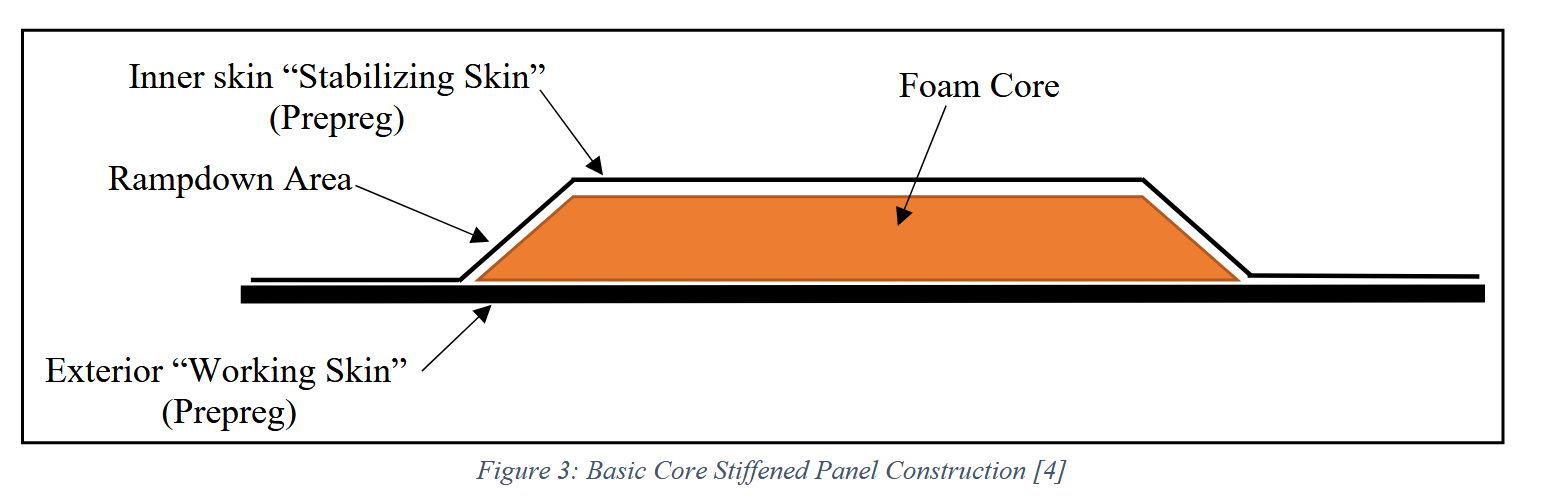 Inner skin “Stabilizing Skin”
(Prepreg)
Foam Core
Rampdown Area
Exterior “Working Skin”
(Prepreg)
Figure 3: Basic Core Stiffened Panel Construction [4]